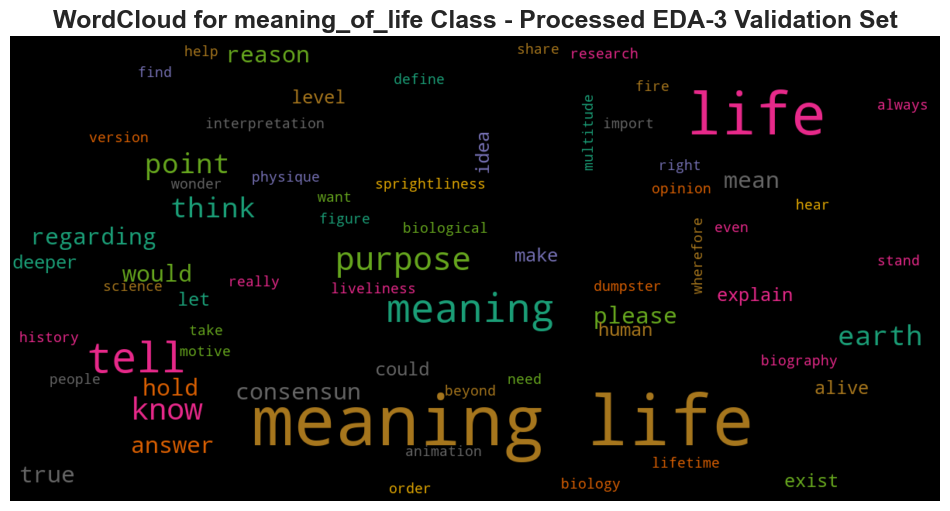 WordCloud for meaning_of_life Class - Processed EDA-3 Validation Set
help
reason
share
research
find
define
fire
level
life
always
multitude
version
interpretation
import
idea
point
right
wonder
physique
sprightliness
opinion
mean
want
think
figure
hear
biological
even
regarding
wherefore
deeper
would
purpose
make
stand
science
really
liveliness
dumpster
explain
let
meaning
please
human
earth
history
take
motive
tell
could
biography
people
hold
need
alive
consensun
beyond
know
meaning life
answer
animation
lifetime
true
order
biology
exist